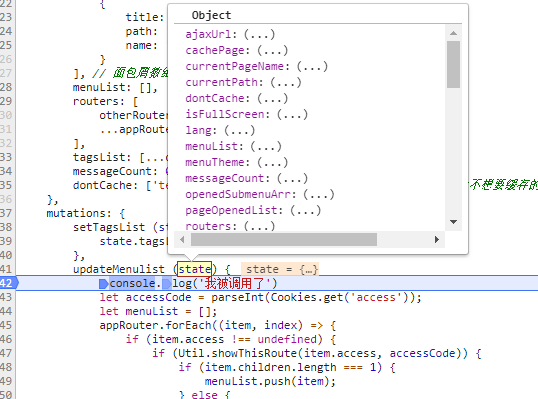 22 {
23 title:
24 path:
25 name:
26 }
27 ], // 面包屑数
28 menuList: [],
29 routers: [
30 otherRouter
31 ...appRoute
32 ],
33 tagsList: [...
34 messageCount:
35 dontCache: ['te 不想要缓存的
36 },
37 mutations: {
38 setTagsList (st
39 state.tagsL
40 },
41 updateMenulist (state) { state = {…}
42 console.log('我被调用了')
43 let accessCode = parseInt(Cookies.get('access'));
44 let menuList = [];
45 appRouter.forEach((item, index) => {
46 if (item.access !== undefined) {
47 if (Util.showThisRoute(item.access, accessCode)) {
48 if (item.children.length === 1) {
49 menuList.push(item);
50 } else {
Object
ajaxUrl: (...)
cachePage: (...)
currentPageName: (...)
currentPath: (...)
dontCache: (...)
isFullScreen: (...)
lang: (...)
menuList: (...)
menuTheme: (...)
messageCount: (...)
openedSubmenuArr: (...)
pageOpenedList: (...)
routers: (...)